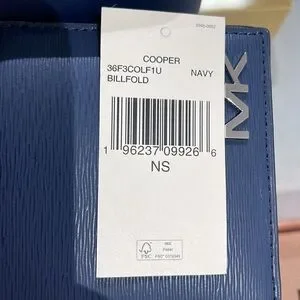 COOPER
36F3COLF1U NAVY
BILLFOLD
1 96237 09926 6
NS
MK
FSC